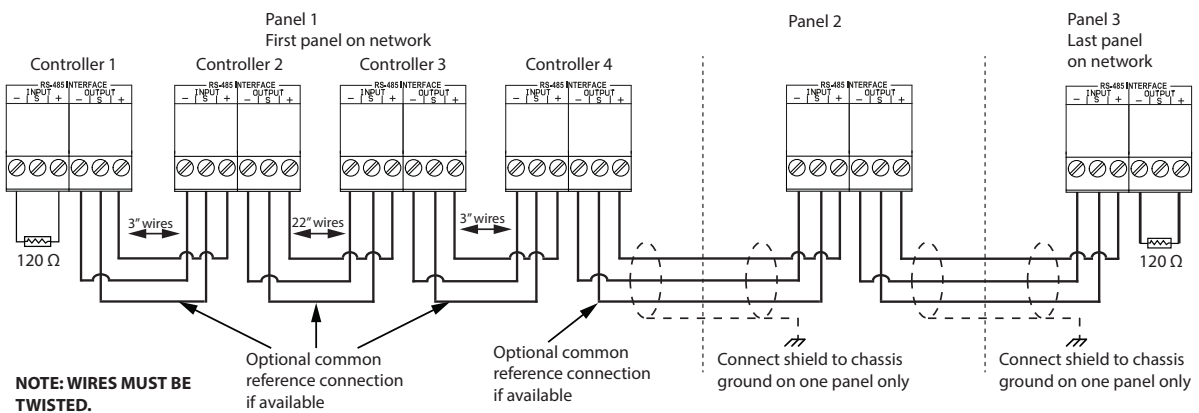 Panel 1
First panel on network
Panel 2
Panel 3
Last panel
on network
Controller 1
Controller 2
Controller 3
Controller 4
RS-485 INTERFACE
INPUT OUTPUT
− S + − S +
RS-485 INTERFACE
INPUT OUTPUT
− S + − S +
RS-485 INTERFACE
INPUT OUTPUT
− S + − S +
RS-485 INTERFACE
INPUT OUTPUT
− S + − S +
RS-485 INTERFACE
INPUT OUTPUT
− S + − S +
RS-485 INTERFACE
INPUT OUTPUT
− S + − S +
3” wires
22” wires
3” wires
120 Ω
120 Ω
Optional common
reference connection
if available
Optional common
reference connection
if available
Connect shield to chassis
ground on one panel only
Connect shield to chassis
ground on one panel only
NOTE: WIRES MUST BE
TWISTED.